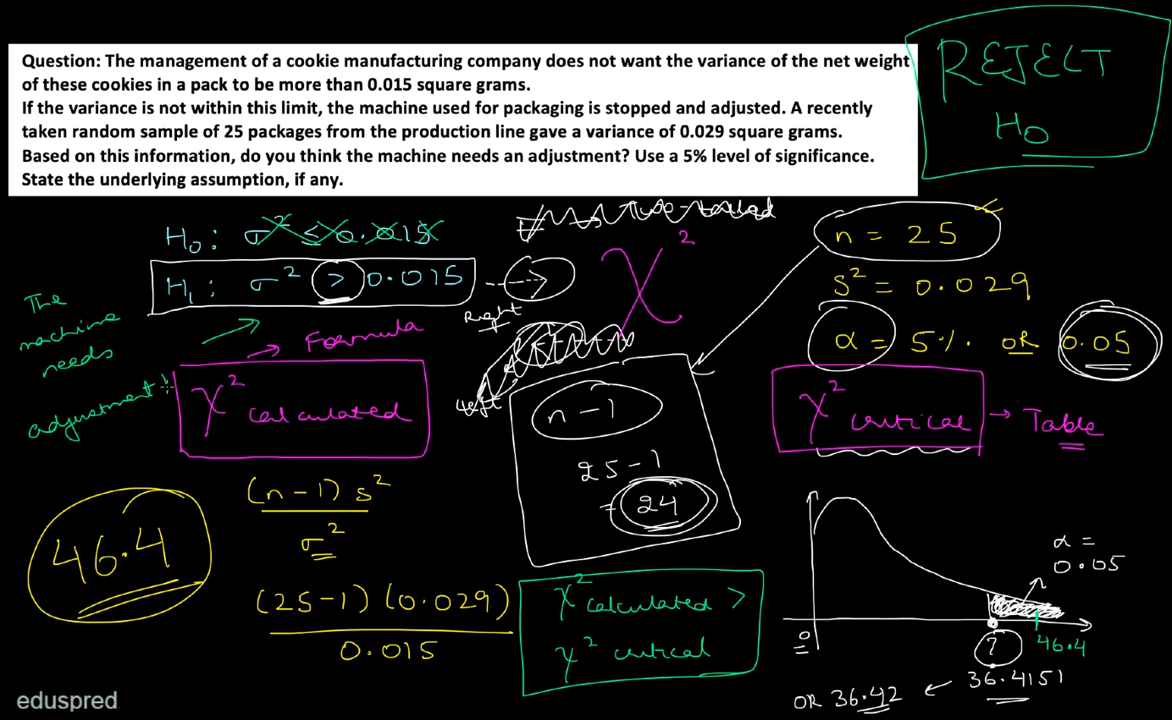 Question: The management of a cookie manufacturing company does not want the variance of the net weight
of these cookies in a pack to be more than 0.015 square grams.
If the variance is not within this limit, the machine used for packaging is stopped and adjusted. A recently
taken random sample of 25 packages from the production line gave a variance of 0.029 square grams.
Based on this information, do you think the machine needs an adjustment? Use a 5% level of significance.
State the underlying assumption, if any.
REJECT
H₀
H₀ : σ² ≤ 0.015
H₁ : σ² > 0.015
Right
Two-tailed
χ²
n = 25
s² = 0.029
α = 5%. OR 0.05
The
machine
needs
adjustment!
→ Formula
χ² calculated
Left
n-1
25-1
= 24
χ² critical → Table
46.4
(n-1) s²
σ²
(25-1) (0.029)
0.015
χ² calculated >
χ² critical
α =
0.05
0
?
46.4
36.4151
OR 36.42 ←
eduspred